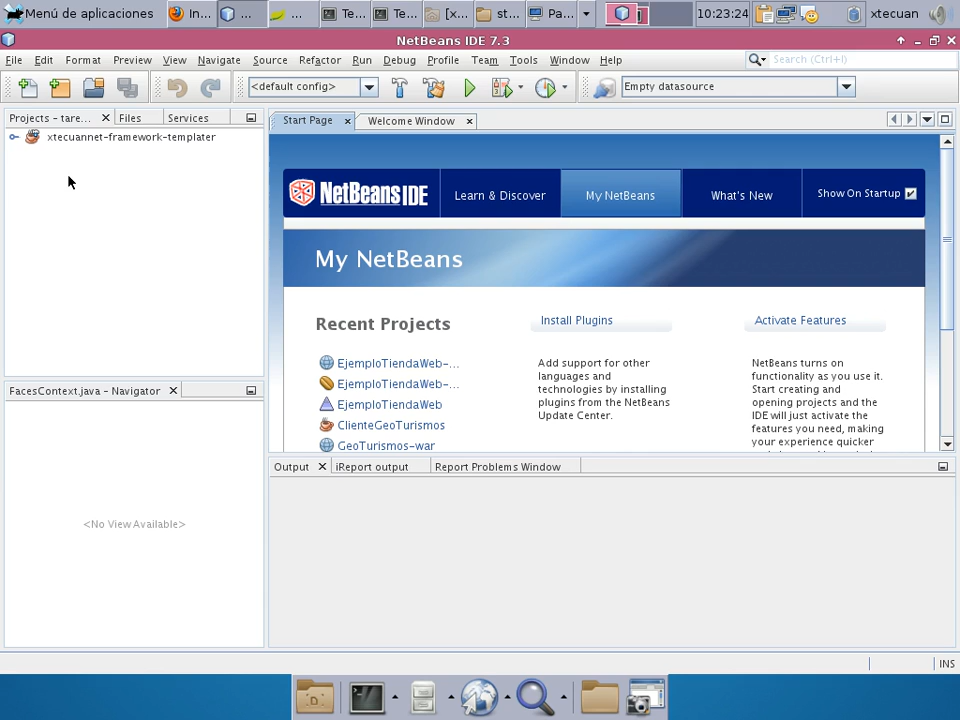 Menú de aplicaciones In... ... ... Te... Te... [x... st... Pa... 10:23:24 xtecuan
NetBeans IDE 7.3
File Edit Format Preview View Navigate Source Refactor Run Debug Profile Team Tools Window Help Search (Ctrl+I)
<default config> Empty datasource
Projects - tare... Files Services
Start Page Welcome Window
xtecuannet-framework-templater
NetBeans IDE Learn & Discover My NetBeans What's New Show On Startup
My NetBeans
Recent Projects
EjemploTiendaWeb-...
EjemploTiendaWeb-...
EjemploTiendaWeb
ClienteGeoTurismos
GeoTurismos-war
Install Plugins
Add support for other
languages and
technologies by installing
plugins from the NetBeans
Update Center.
Activate Features
NetBeans turns on
functionality as you use it.
Start creating and
opening projects and the
IDE will just activate the
features you need, making
your experience quicker
FacesContext.java - Navigator
<No View Available>
Output iReport output Report Problems Window
INS